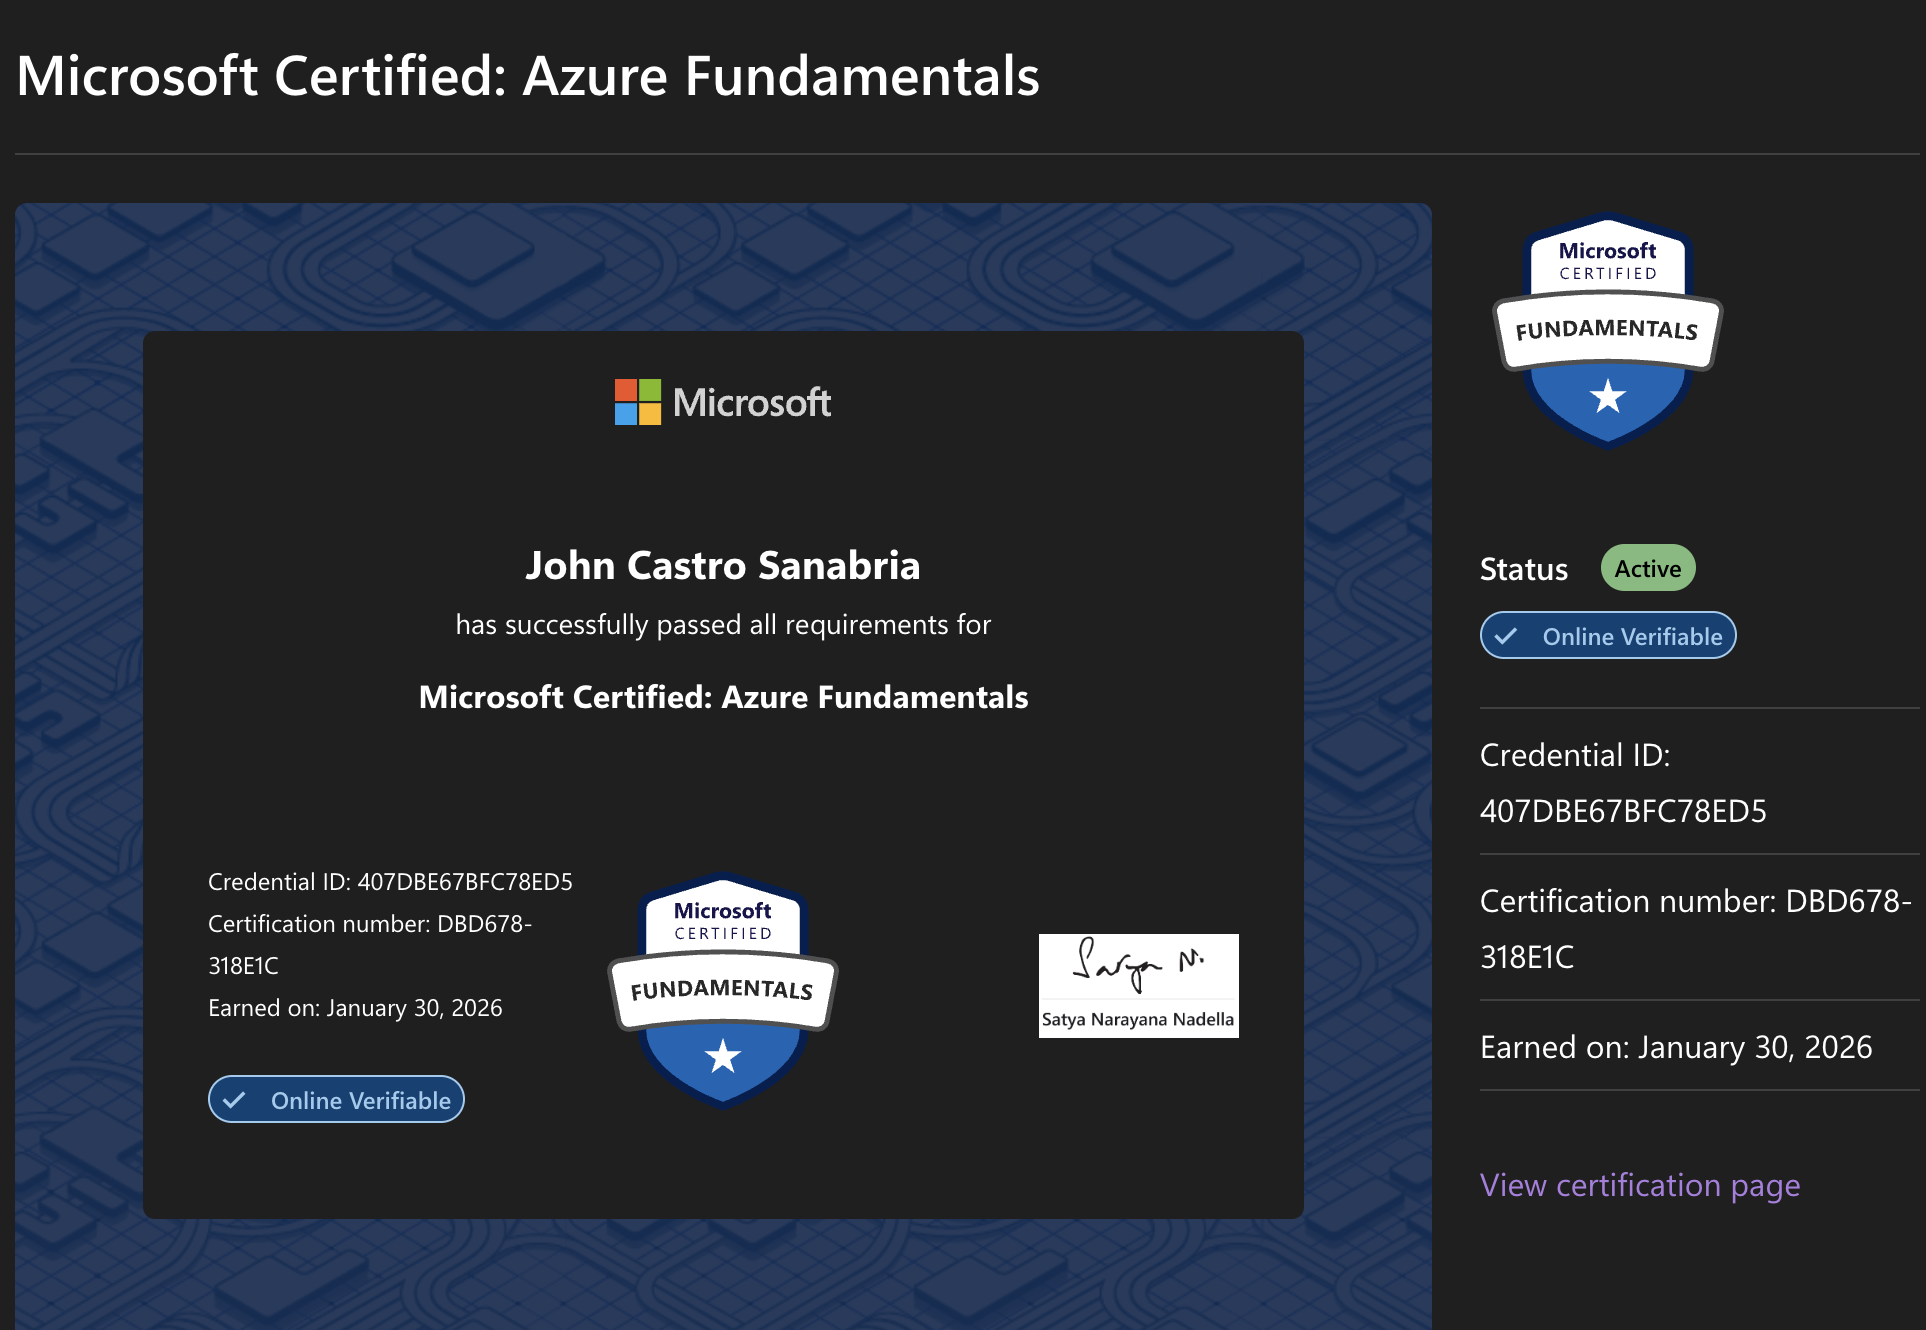 Microsoft Certified: Azure Fundamentals
Microsoft
John Castro Sanabria
has successfully passed all requirements for
Microsoft Certified: Azure Fundamentals
Credential ID: 407DBE67BFC78ED5
Certification number: DBD678-
318E1C
Earned on: January 30, 2026
Online Verifiable
Microsoft
CERTIFIED
FUNDAMENTALS
Satya N.
Satya Narayana Nadella
Microsoft
CERTIFIED
FUNDAMENTALS
Status
Active
Online Verifiable
Credential ID:
407DBE67BFC78ED5
Certification number: DBD678-
318E1C
Earned on: January 30, 2026
View certification page